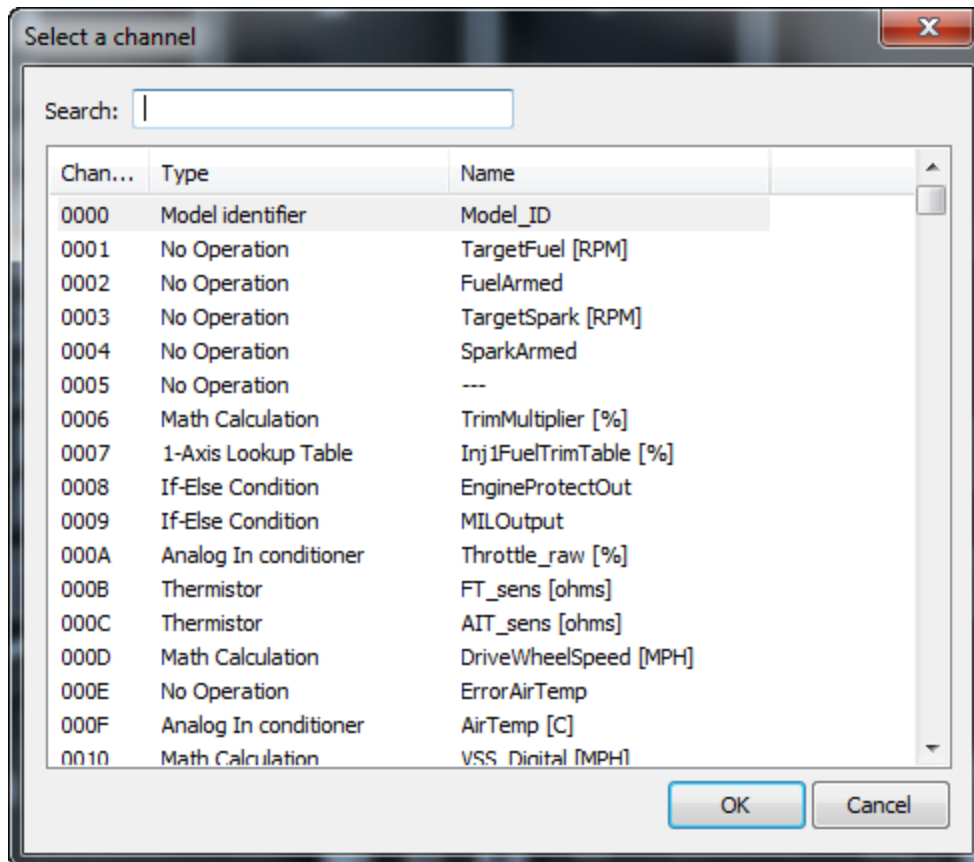 Select a channel
Search:
Chan... Type Name
0000 Model identifier Model_ID
0001 No Operation TargetFuel [RPM]
0002 No Operation FuelArmed
0003 No Operation TargetSpark [RPM]
0004 No Operation SparkArmed
0005 No Operation ---
0006 Math Calculation TrimMultiplier [%]
0007 1-Axis Lookup Table Inj1FuelTrimTable [%]
0008 If-Else Condition EngineProtectOut
0009 If-Else Condition MILOutput
000A Analog In conditioner Throttle_raw [%]
000B Thermistor FT_sens [ohms]
000C Thermistor AIT_sens [ohms]
000D Math Calculation DriveWheelSpeed [MPH]
000E No Operation ErrorAirTemp
000F Analog In conditioner AirTemp [C]
0010 Math Calculation VSS_Digital [MPH]
OK Cancel